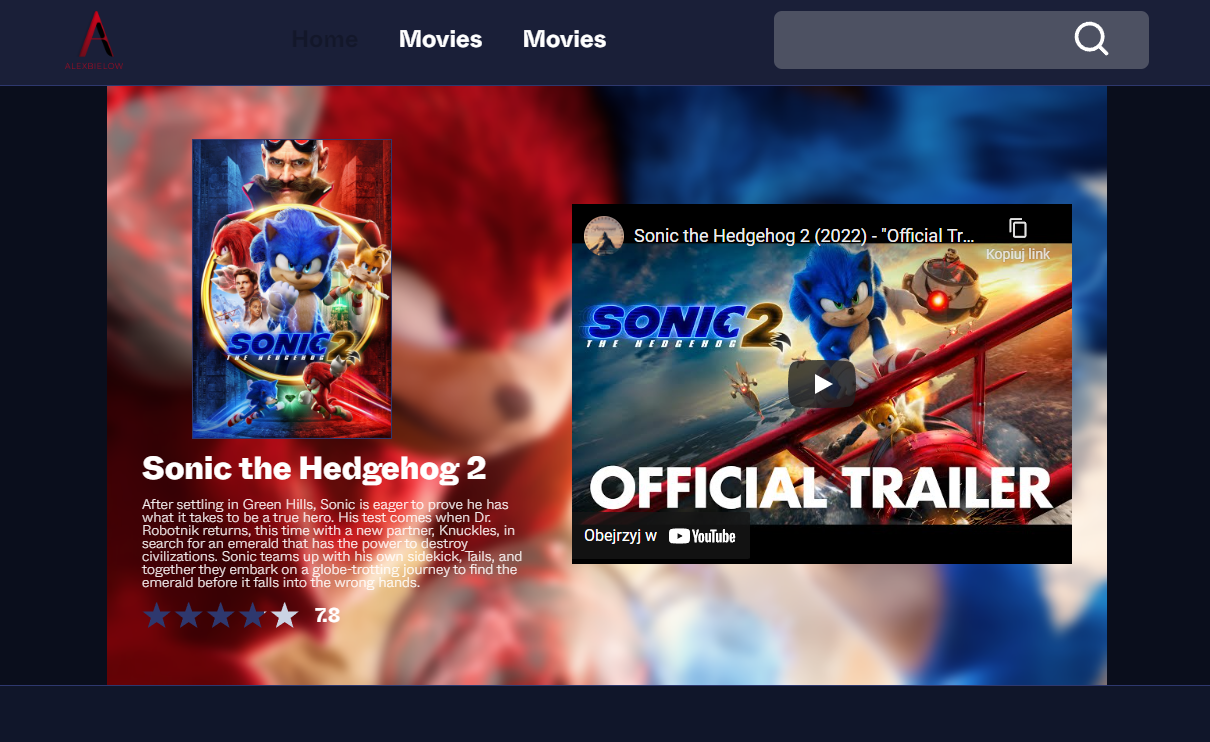 ALEXBIELOW
Home
Movies
Movies
SONIC 2
THE HEDGEHOG
Sonic the Hedgehog 2
After settling in Green Hills, Sonic is eager to prove he has
what it takes to be a true hero. His test comes when Dr.
Robotnik returns, this time with a new partner, Knuckles, in
search for an emerald that has the power to destroy
civilizations. Sonic teams up with his own sidekick, Tails, and
together they embark on a globe-trotting journey to find the
emerald before it falls into the wrong hands.
7.8
Sonic the Hedgehog 2 (2022) - "Official Tr...
Kopiuj link
SONIC 2
THE HEDGEHOG
OFFICIAL TRAILER
Obejrzyj w YouTube